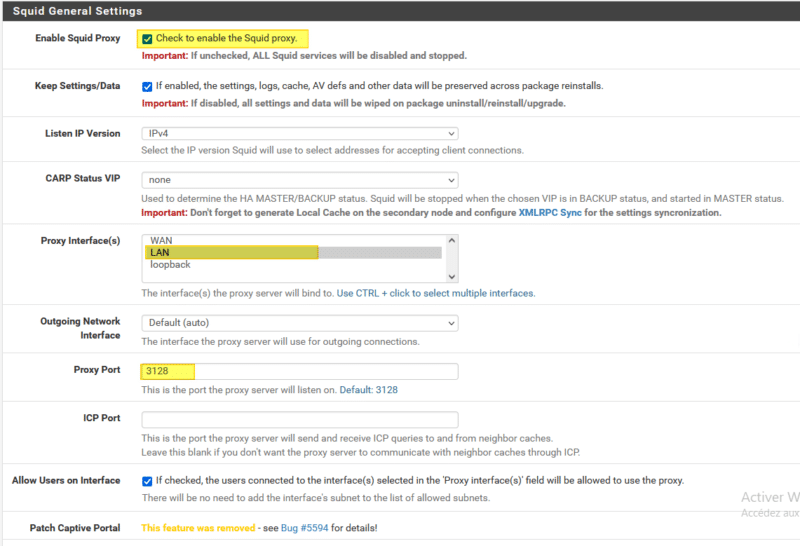 Squid General Settings
Enable Squid Proxy
Check to enable the Squid proxy.
Important: If unchecked, ALL Squid services will be disabled and stopped.
Keep Settings/Data
If enabled, the settings, logs, cache, AV defs and other data will be preserved across package reinstalls.
Important: If disabled, all settings and data will be wiped on package uninstall/reinstall/upgrade.
Listen IP Version
IPv4
Select the IP version Squid will use to select addresses for accepting client connections.
CARP Status VIP
none
Used to determine the HA MASTER/BACKUP status. Squid will be stopped when the chosen VIP is in BACKUP status, and started in MASTER status.
Important: Don't forget to generate Local Cache on the secondary node and configure XMLRPC Sync for the settings syncronization.
Proxy Interface(s)
WAN
LAN
loopback
The interface(s) the proxy server will bind to. Use CTRL + click to select multiple interfaces.
Outgoing Network
Interface
Default (auto)
The interface the proxy server will use for outgoing connections.
Proxy Port
3128
This is the port the proxy server will listen on. Default: 3128
ICP Port
This is the port the proxy server will send and receive ICP queries to and from neighbor caches.
Leave this blank if you don't want the proxy server to communicate with neighbor caches through ICP.
Allow Users on Interface
If checked, the users connected to the interface(s) selected in the 'Proxy interface(s)' field will be allowed to use the proxy.
There will be no need to add the interface's subnet to the list of allowed subnets.
Activer W
Accédez aux
Patch Captive Portal
This feature was removed - see Bug #5594 for details!